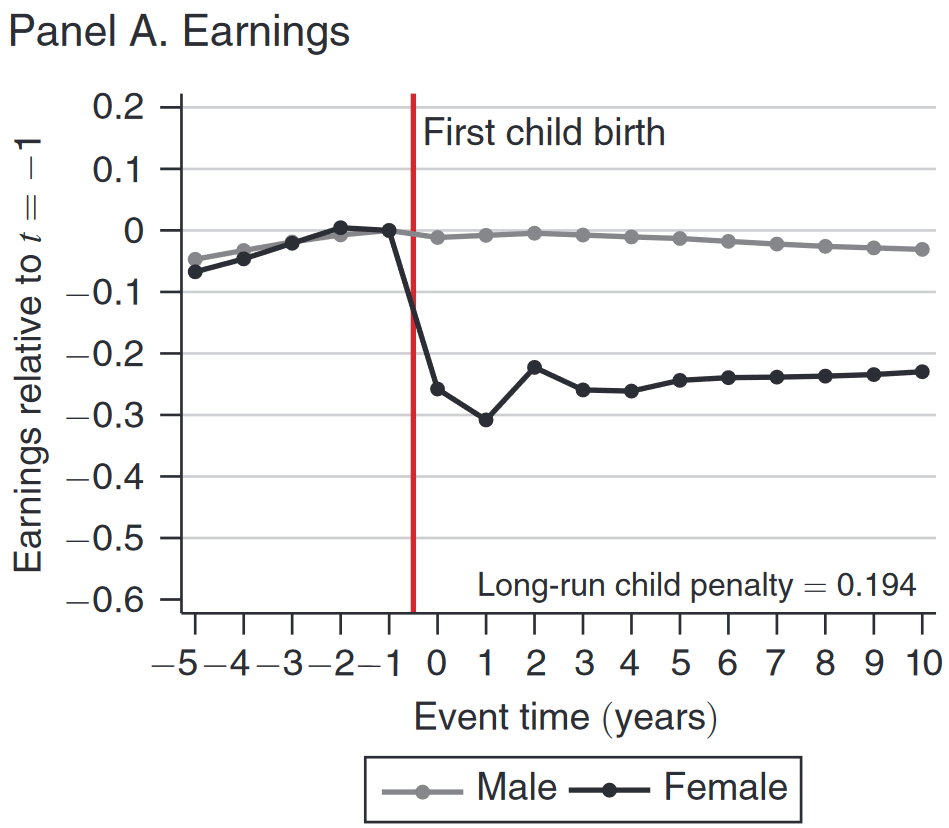 Panel A. Earnings
Earnings relative to t = −1
0.2
0.1
0
−0.1
−0.2
−0.3
−0.4
−0.5
−0.6
First child birth
Long-run child penalty = 0.194
−5 −4 −3 −2 −1 0 1 2 3 4 5 6 7 8 9 10
Event time (years)
Male Female